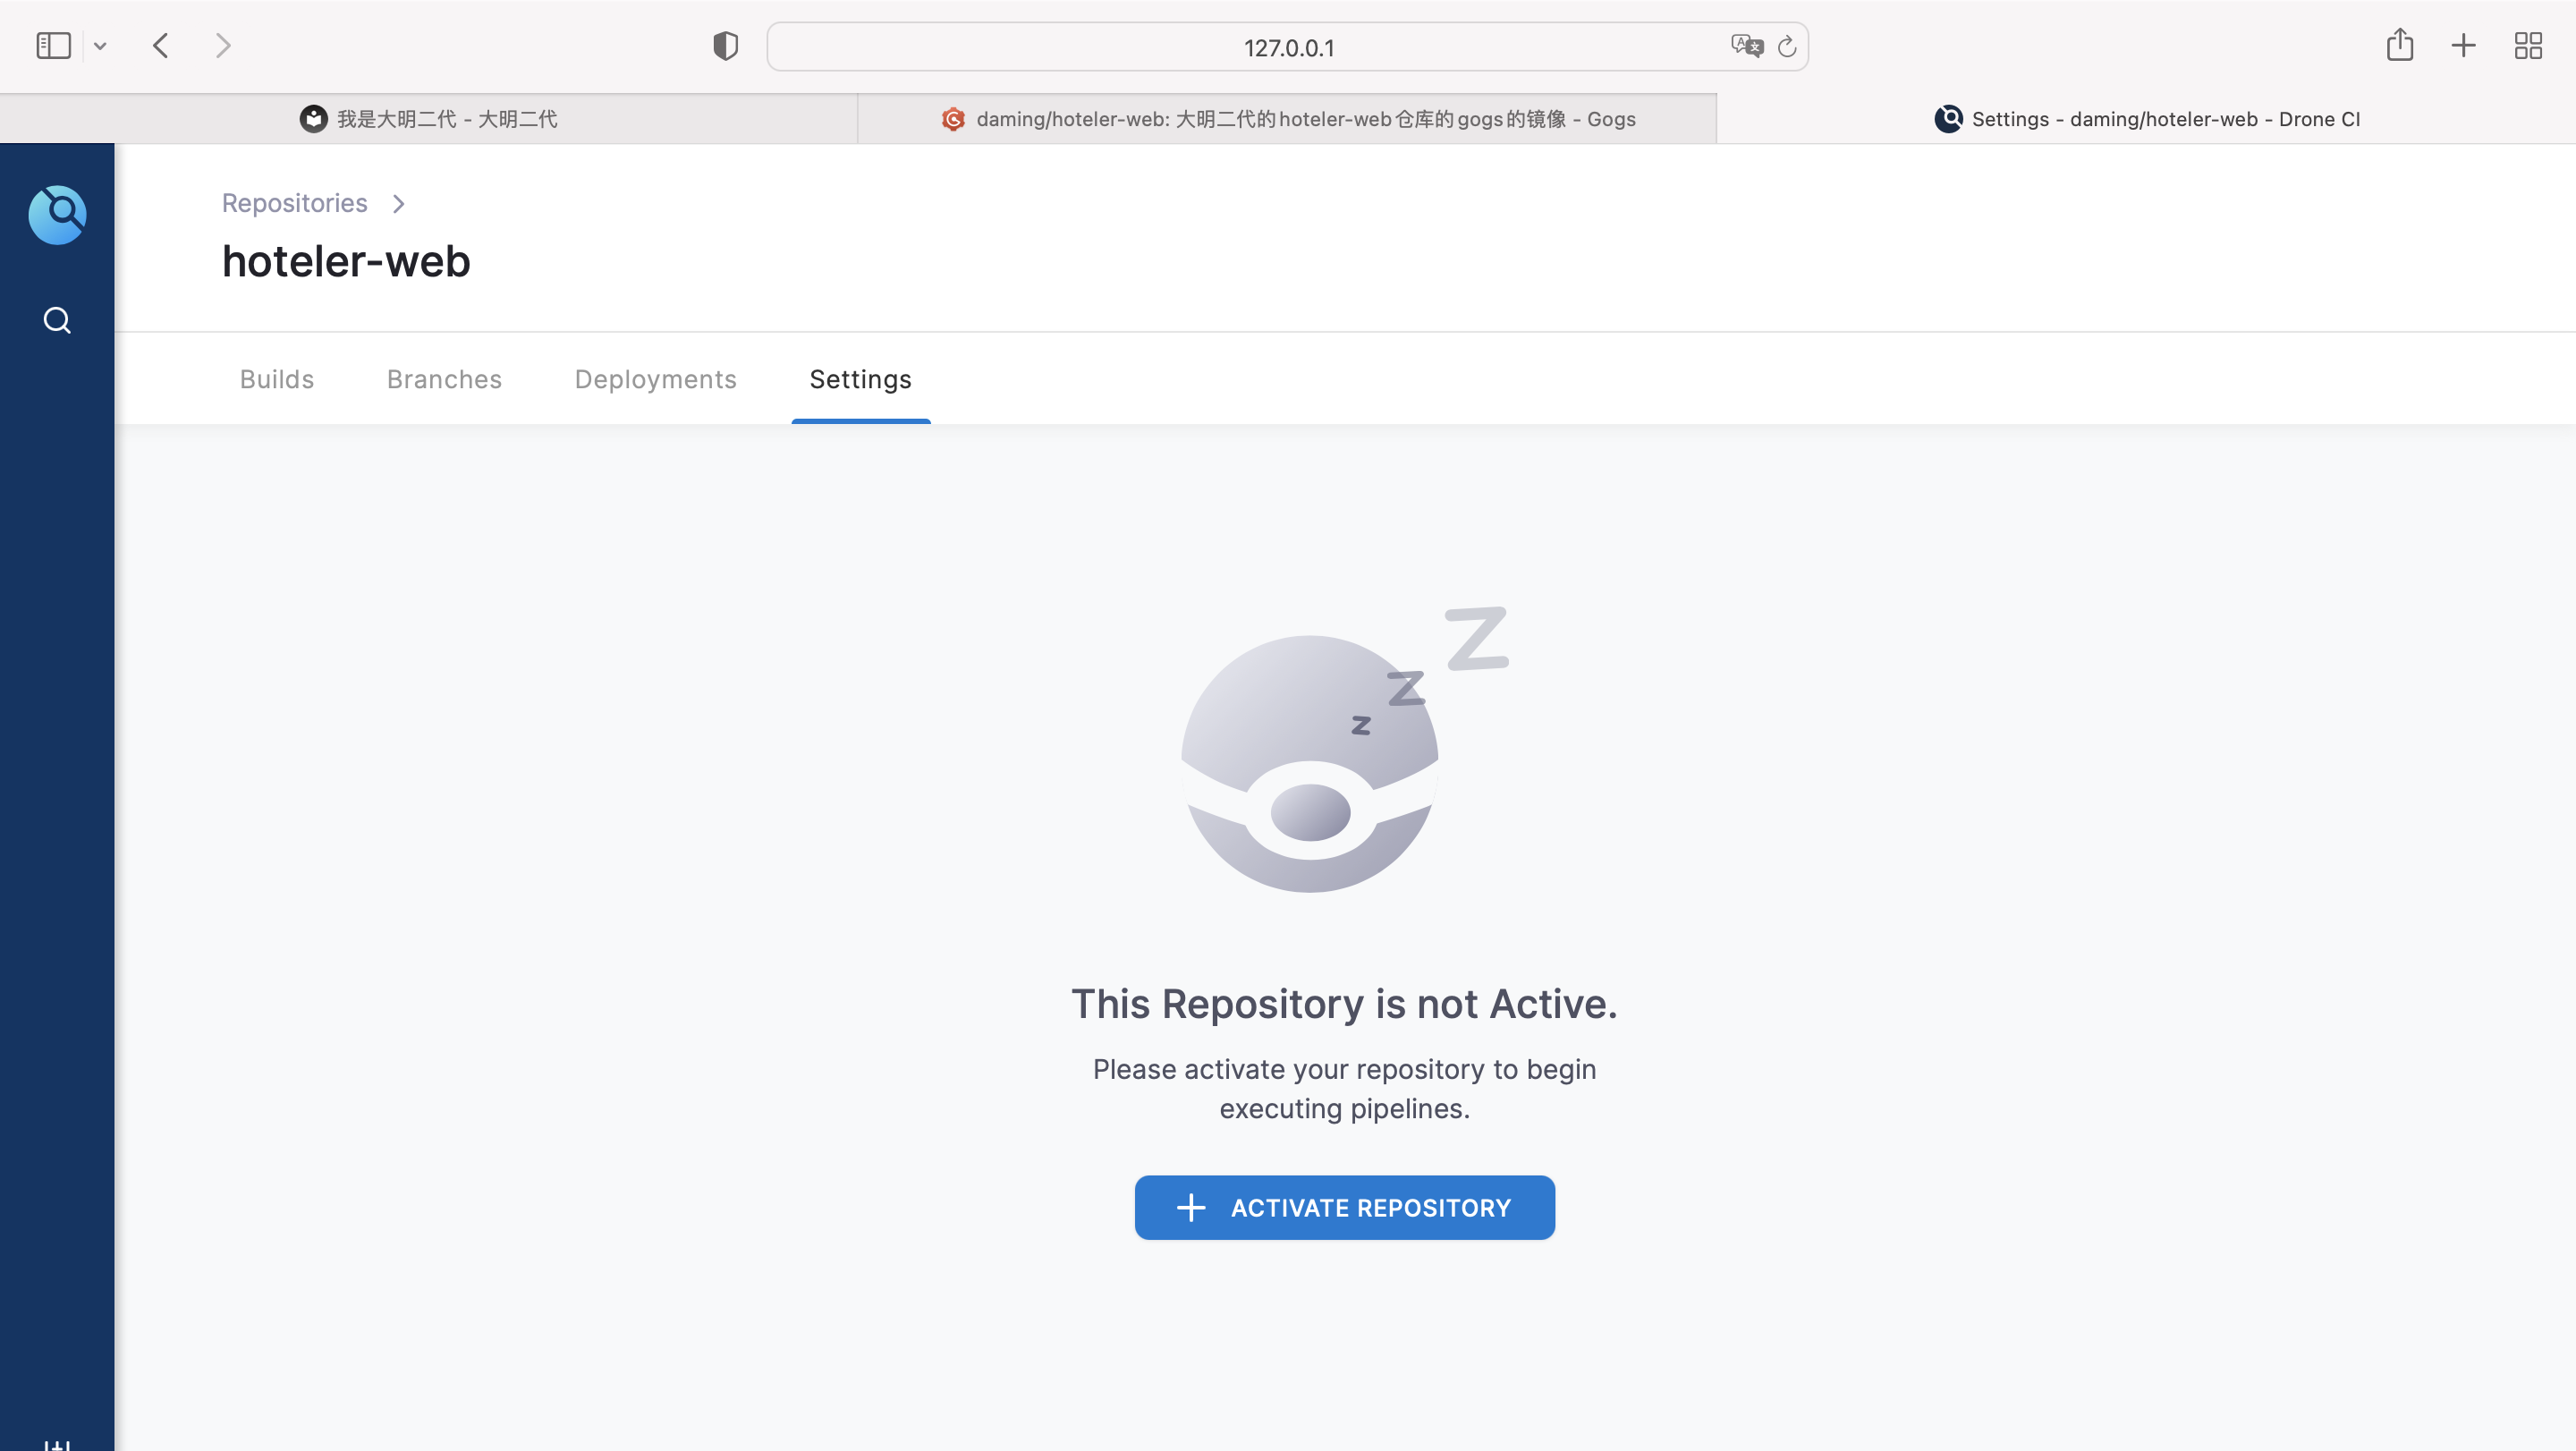 127.0.0.1
我是大明二代 - 大明二代
daming/hoteler-web: 大明二代的hoteler-web仓库的gogs的镜像 - Gogs
Settings - daming/hoteler-web - Drone CI
Repositories
hoteler-web
Builds
Branches
Deployments
Settings
z
z
Z
This Repository is not Active.
Please activate your repository to begin
executing pipelines.
ACTIVATE REPOSITORY